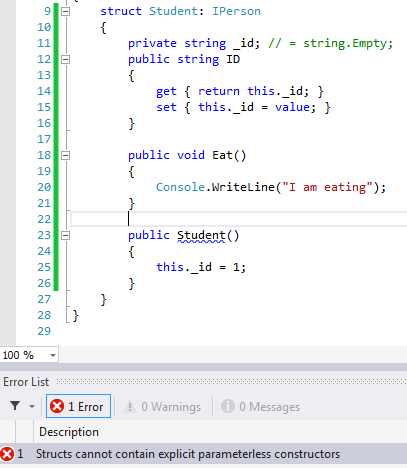 9 struct Student: IPerson
10 {
11 private string _id; // = string.Empty;
12 public string ID
13 {
14 get { return this._id; }
15 set { this._id = value; }
16 }
17
18 public void Eat()
19 {
20 Console.WriteLine("I am eating");
21 }
22
23 public Student()
24 {
25 this._id = 1;
26 }
27 }
28 }
29
100 %
Error List
1 Error 0 Warnings 0 Messages
Description
1 Structs cannot contain explicit parameterless constructors